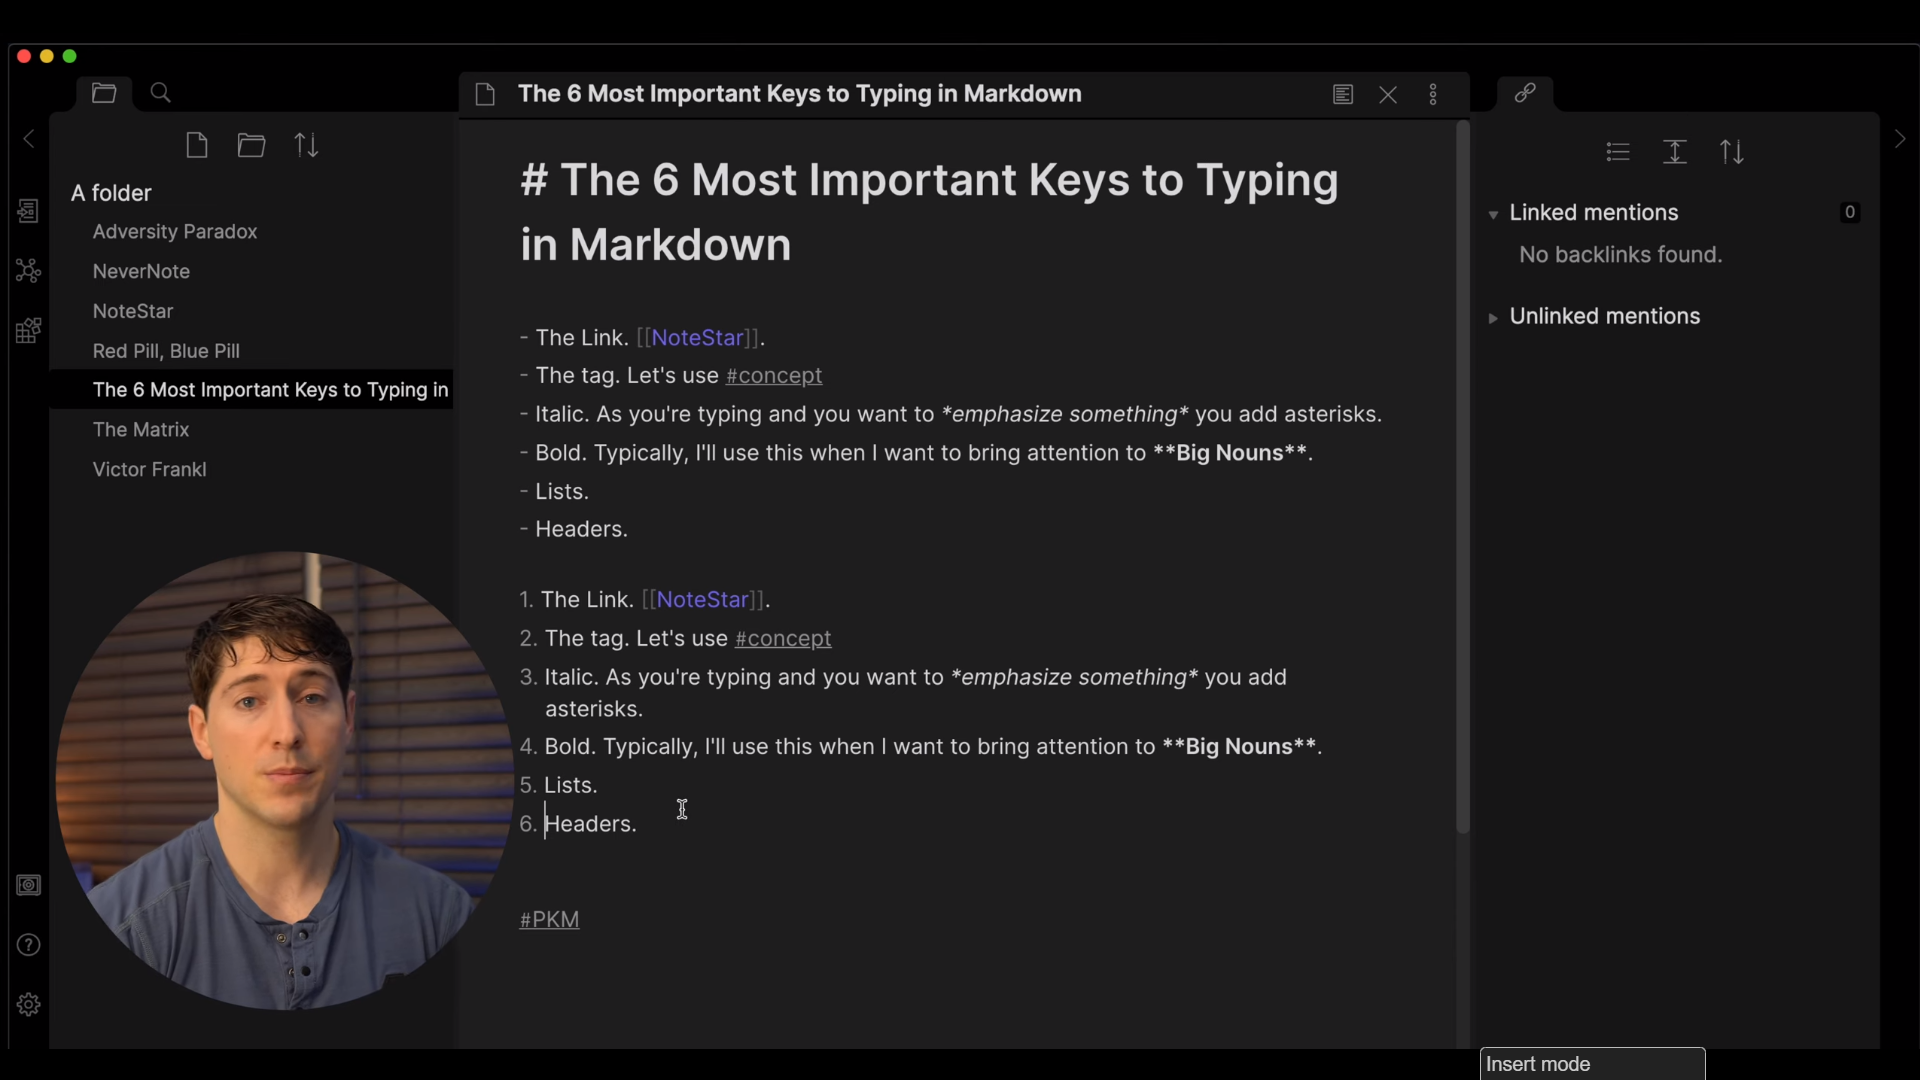 The 6 Most Important Keys to Typing in Markdown
A folder
Adversity Paradox
NeverNote
NoteStar
Red Pill, Blue Pill
The 6 Most Important Keys to Typing in
The Matrix
Victor Frankl
# The 6 Most Important Keys to Typing
in Markdown
- The Link. [[NoteStar]].
- The tag. Let's use #concept
- Italic. As you're typing and you want to *emphasize something* you add asterisks.
- Bold. Typically, I'll use this when I want to bring attention to **Big Nouns**.
- Lists.
- Headers.
1. The Link. [[NoteStar]].
2. The tag. Let's use #concept
3. Italic. As you're typing and you want to *emphasize something* you add
asterisks.
4. Bold. Typically, I'll use this when I want to bring attention to **Big Nouns**.
5. Lists.
6. Headers.
#PKM
Linked mentions 0
No backlinks found.
Unlinked mentions
Insert mode